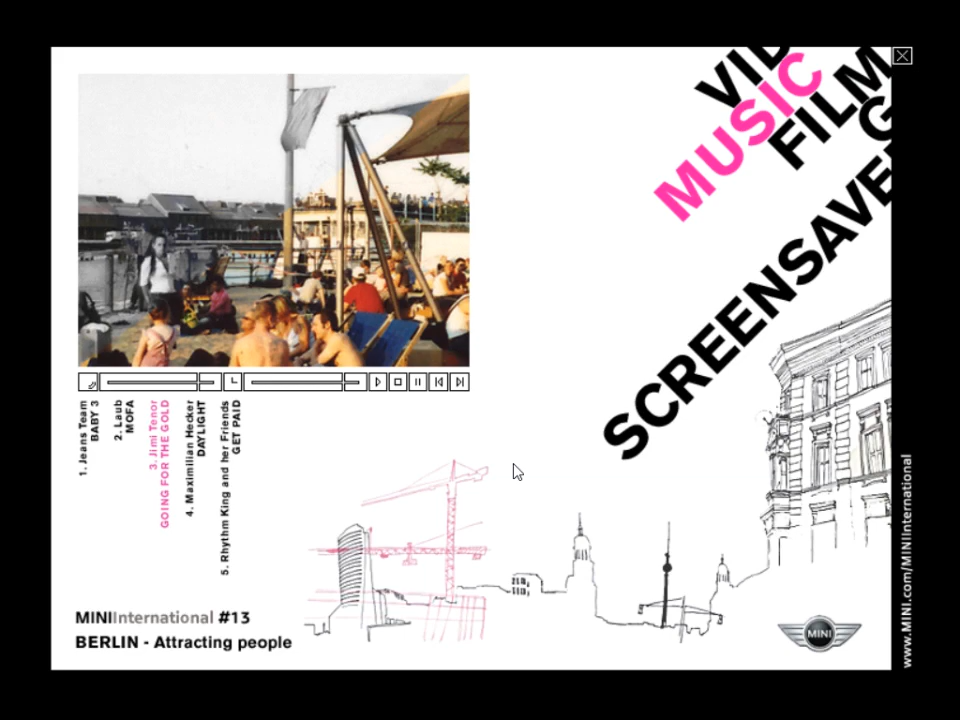 VID
MUSIC
FILM
G
SCREENSAVE
1. Jeans Team
BABY 3
2. Laub
MOFA
3. Jimi Tenor
GOING FOR THE GOLD
4. Maximilian Hecker
DAYLIGHT
5. Rhythm King and her Friends
GET PAID
MINIInternational #13
BERLIN - Attracting people
MINI
www.MINI.com/MINIInternational